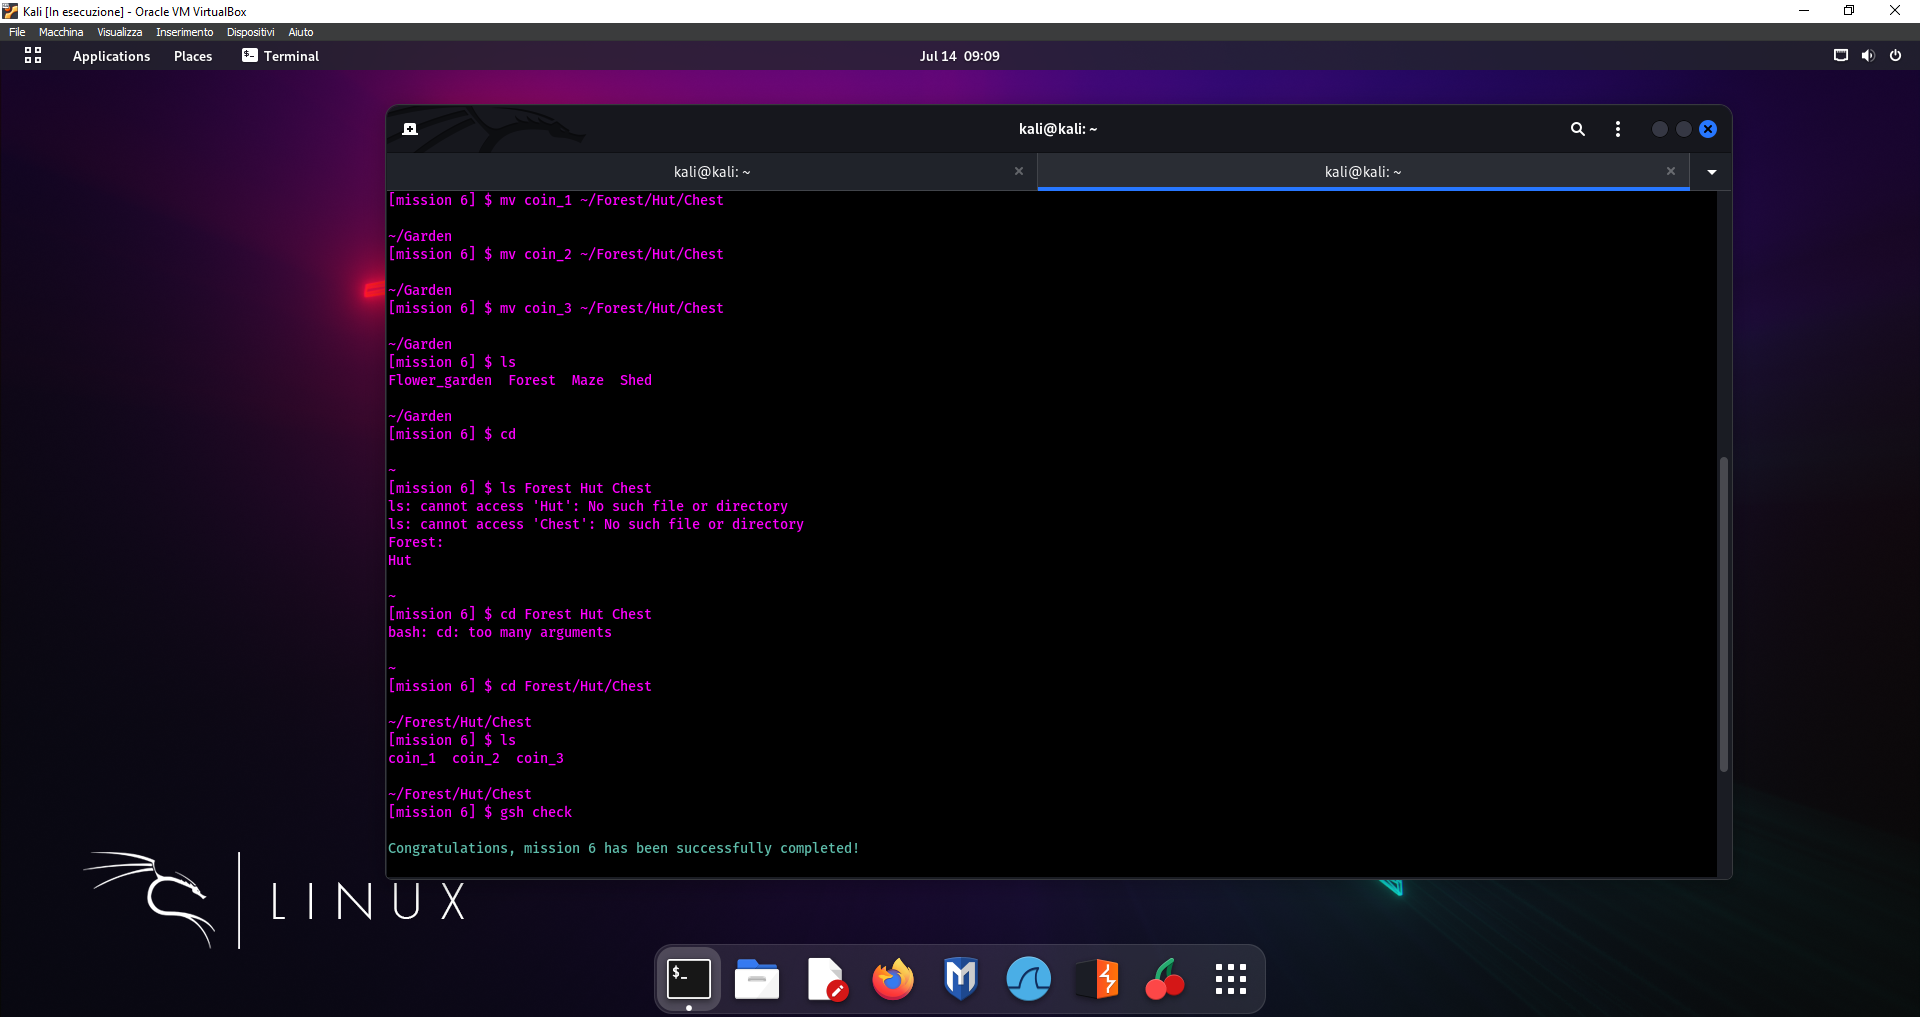 Kali [In esecuzione] - Oracle VM VirtualBox
File Macchina Visualizza Inserimento Dispositivi Aiuto
Applications Places Terminal Jul 14 09:09
kali@kali: ~
kali@kali: ~ kali@kali: ~
[mission 6] $ mv coin_1 ~/Forest/Hut/Chest
~/Garden
[mission 6] $ mv coin_2 ~/Forest/Hut/Chest
~/Garden
[mission 6] $ mv coin_3 ~/Forest/Hut/Chest
~/Garden
[mission 6] $ ls
Flower_garden Forest Maze Shed
~/Garden
[mission 6] $ cd
~
[mission 6] $ ls Forest Hut Chest
ls: cannot access 'Hut': No such file or directory
ls: cannot access 'Chest': No such file or directory
Forest:
Hut
~
[mission 6] $ cd Forest Hut Chest
bash: cd: too many arguments
~
[mission 6] $ cd Forest/Hut/Chest
~/Forest/Hut/Chest
[mission 6] $ ls
coin_1 coin_2 coin_3
~/Forest/Hut/Chest
[mission 6] $ gsh check
Congratulations, mission 6 has been successfully completed!
LINUX
$_
M